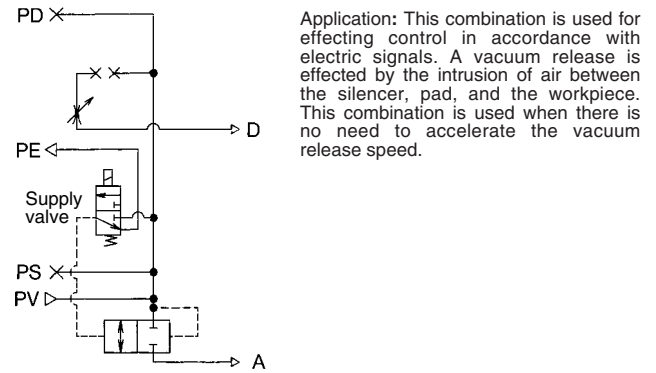 PD
D
PE
Supply
valve
PS
PV
A
Application: This combination is used for
effecting control in accordance with
electric signals. A vacuum release is
effected by the intrusion of air between
the silencer, pad, and the workpiece.
This combination is used when there is
no need to accelerate the vacuum
release speed.